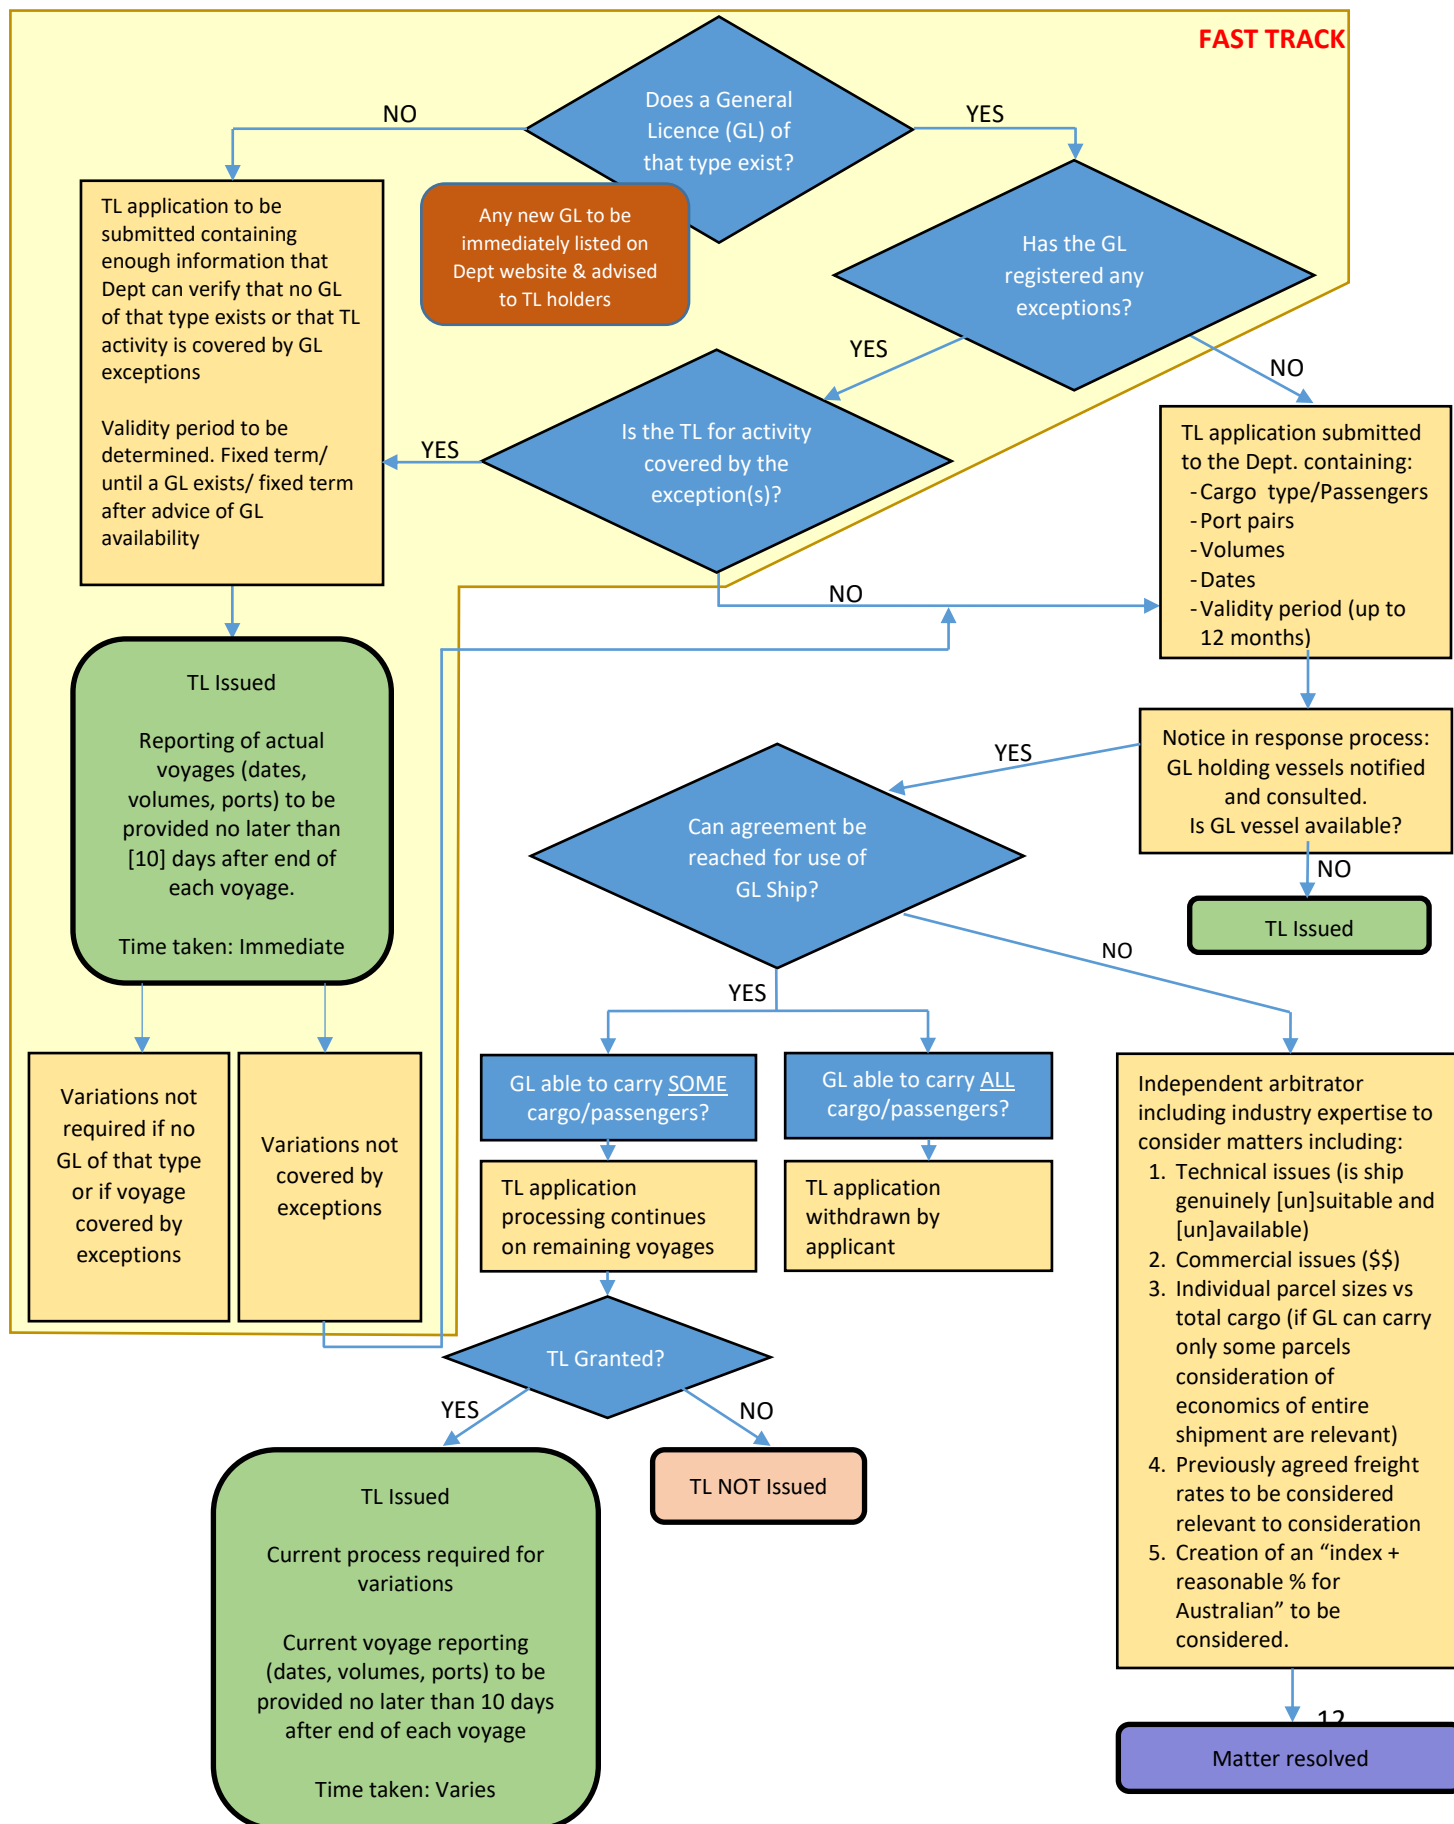 FAST TRACK
Does a General
Licence (GL) of
that type exist?
NO
YES
Any new GL to be
immediately listed on
Dept website & advised
to TL holders
TL application to be
submitted containing
enough information that
Dept can verify that no GL
of that type exists or that TL
activity is covered by GL
exceptions
Validity period to be
determined. Fixed term/
until a GL exists/ fixed term
after advice of GL
availability
Has the GL
registered any
exceptions?
YES
NO
Is the TL for activity
covered by the
exception(s)?
YES
NO
TL application submitted
to the Dept. containing:
- Cargo type/Passengers
- Port pairs
- Volumes
- Dates
- Validity period (up to
12 months)
TL Issued
Reporting of actual
voyages (dates,
volumes, ports) to be
provided no later than
[10] days after end of
each voyage.
Time taken: Immediate
Notice in response process:
GL holding vessels notified
and consulted.
Is GL vessel available?
YES
NO
TL Issued
Can agreement be
reached for use of
GL Ship?
YES
NO
Variations not
required if no
GL of that type
or if voyage
covered by
exceptions
Variations not
covered by
exceptions
GL able to carry SOME
cargo/passengers?
GL able to carry ALL
cargo/passengers?
TL application
processing continues
on remaining voyages
TL application
withdrawn by
applicant
Independent arbitrator
including industry expertise to
consider matters including:
1. Technical issues (is ship
genuinely [un]suitable and
[un]available)
2. Commercial issues ($$)
3. Individual parcel sizes vs
total cargo (if GL can carry
only some parcels
consideration of
economics of entire
shipment are relevant)
4. Previously agreed freight
rates to be considered
relevant to consideration
5. Creation of an “index +
reasonable % for
Australian” to be
considered.
TL Granted?
YES
NO
TL NOT Issued
TL Issued
Current process required for
variations
Current voyage reporting
(dates, volumes, ports) to be
provided no later than 10 days
after end of each voyage
Time taken: Varies
12
Matter resolved